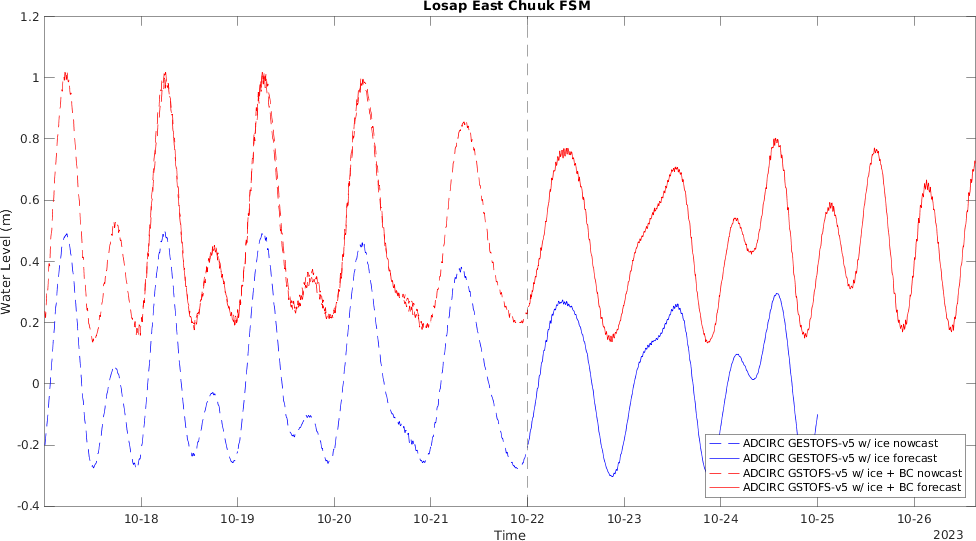 Losap East Chuuk FSM
Water Level (m)
1.2
1
0.8
0.6
0.4
0.2
0
-0.2
-0.4
ADCIRC GESTOFS-v5 w/ ice nowcast
ADCIRC GESTOFS-v5 w/ ice forecast
ADCIRC GSTOFS-v5 w/ ice + BC nowcast
ADCIRC GSTOFS-v5 w/ ice + BC forecast
10-18 10-19 10-20 10-21 10-22 10-23 10-24 10-25 10-26
Time
2023